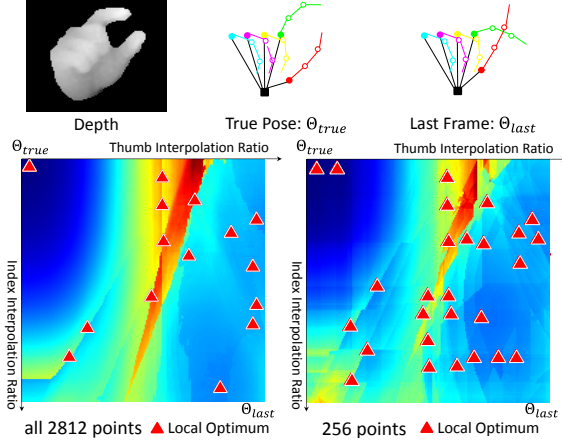 Depth
True Pose: Θtrue
Last Frame: Θlast
Θtrue
Thumb Interpolation Ratio
Index Interpolation Ratio
Θlast
all 2812 points
Local Optimum
Θtrue
Thumb Interpolation Ratio
Index Interpolation Ratio
Θlast
256 points
Local Optimum